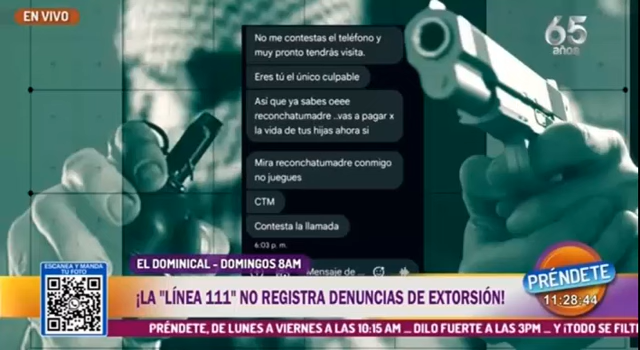 EN VIVO
65
años
No me contestas el teléfono y
muy pronto tendrás visita.
Eres tú el único culpable
Asi que ya sabes oeee
reconchatumadre ..vas a pagar x
la vida de tus hijas ahora si
Mira reconchatumadre conmigo
no juegues
CTM
Contesta la llamada
6:03 p. m.
Mensaje de ...
ESCANEA Y MANDA
TU FOTO
EL DOMINICAL - DOMINGOS 8AM
¡LA "LÍNEA 111" NO REGISTRA DENUNCIAS DE EXTORSIÓN!
PRÉNDETE
11:28:44
PRÉNDETE, DE LUNES A VIERNES A LAS 10:15 AM ... DILO FUERTE A LAS 3PM ... Y ¡TODO SE FILT